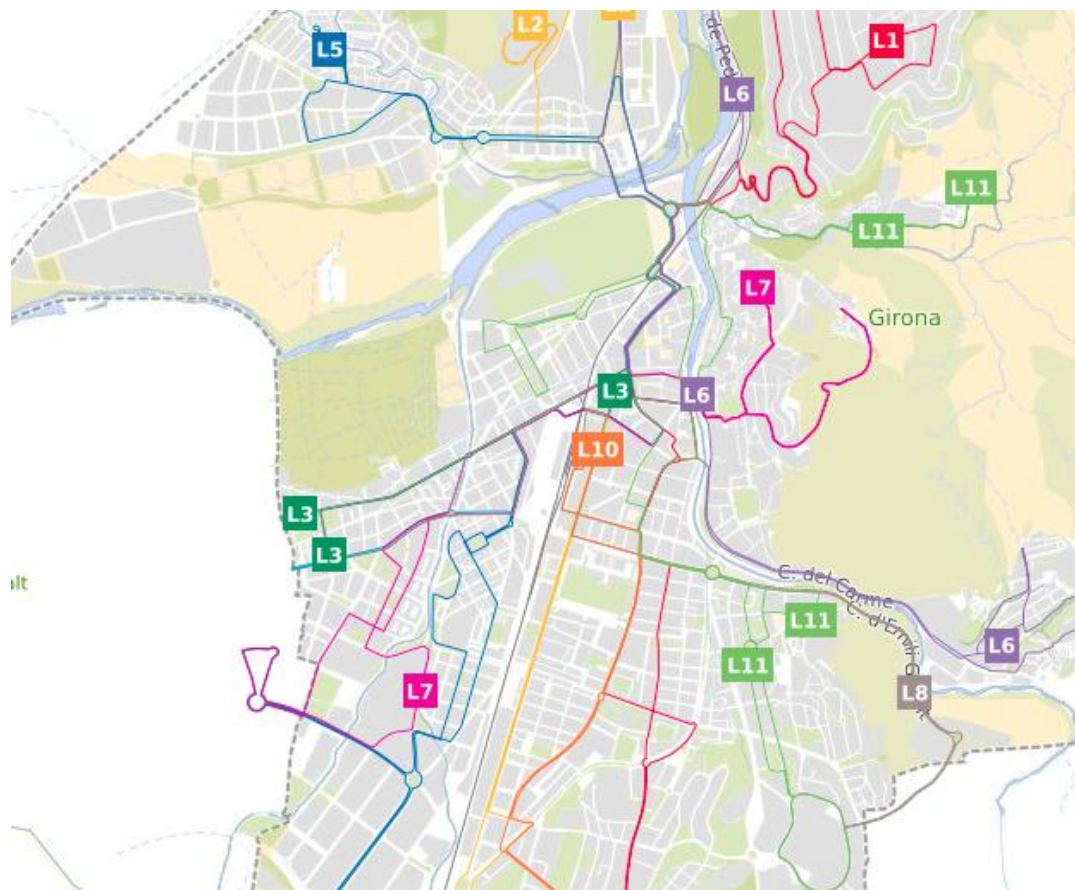 L2
L5
L1
de Ped
L6
L11
L11
L7
Girona
L3
L6
L10
L3
L3
alt
C. del Carme
C. d'Emili G
L11
L6
L11
L7
L8